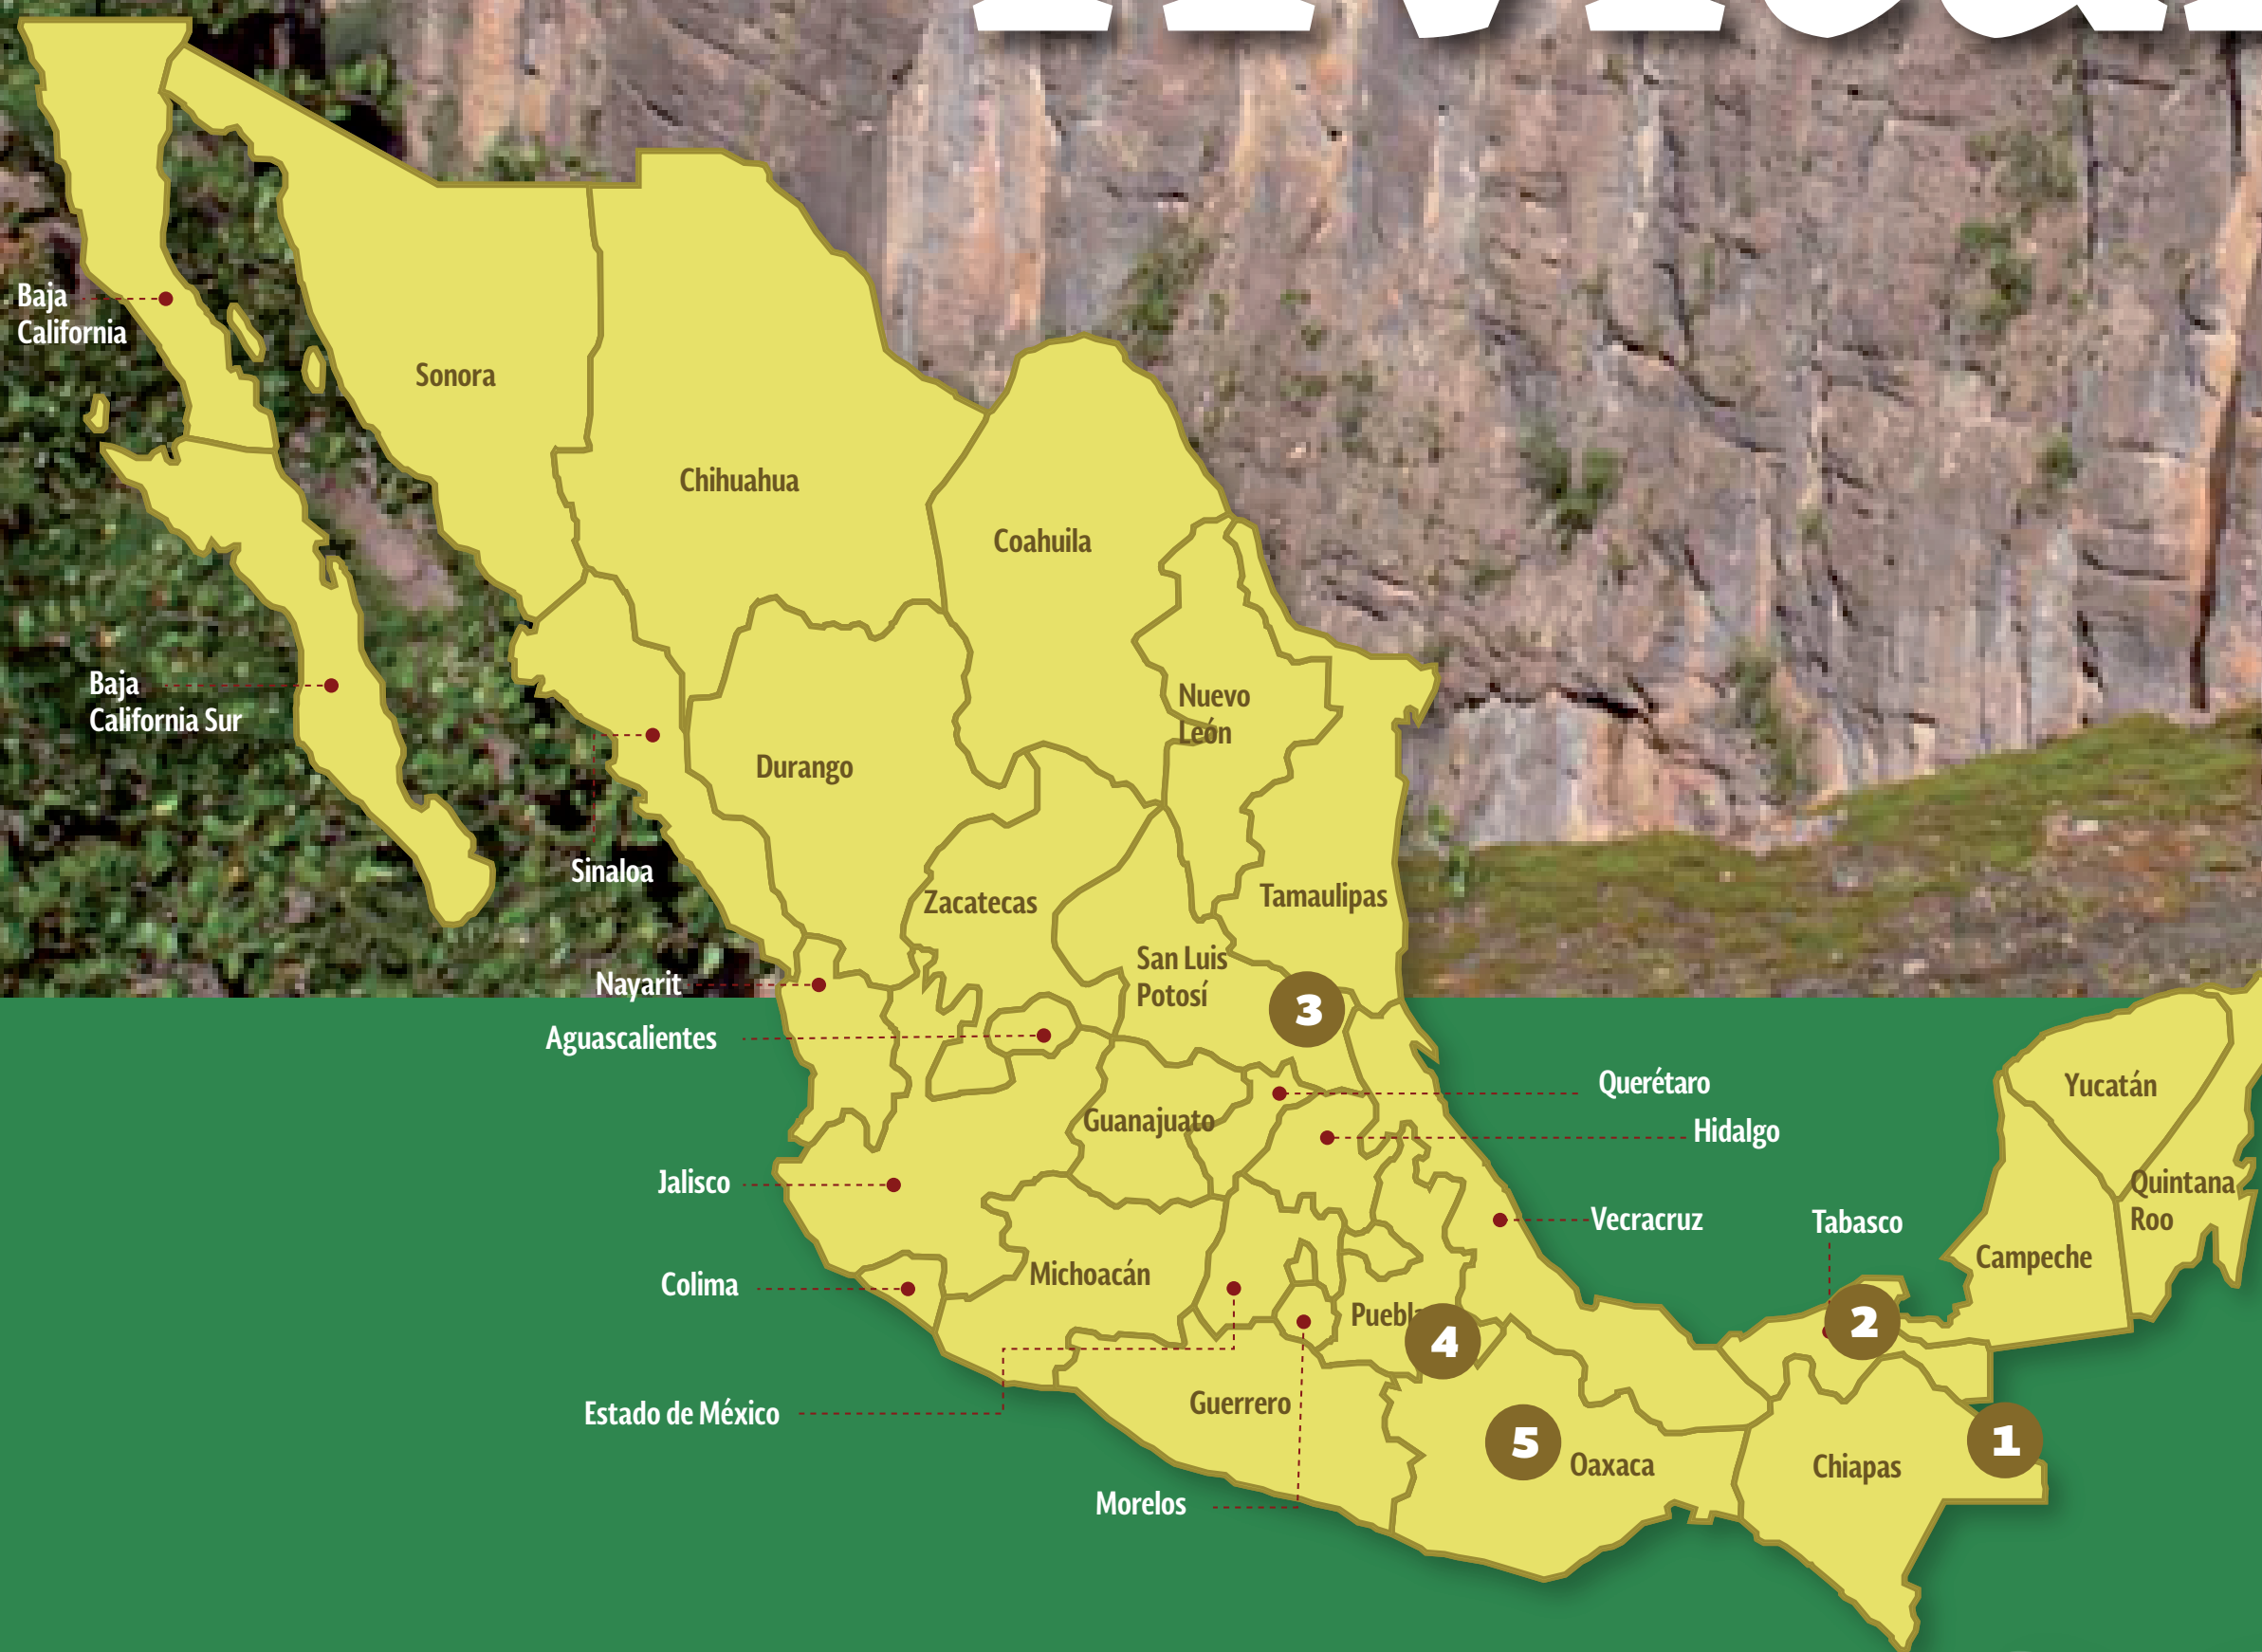 Baja
California
Sonora
Chihuahua
Coahuila
Baja
California Sur
Nuevo
León
Durango
Sinaloa
Zacatecas
Tamaulipas
San Luis
Potosí
Nayarit
3
Aguascalientes
Querétaro
Yucatán
Guanajuato
Hidalgo
Jalisco
Quintana
Roo
Vecracruz
Tabasco
Campeche
Michoacán
Colima
Puebla
2
4
Estado de México
Guerrero
5
Oaxaca
1
Chiapas
Morelos